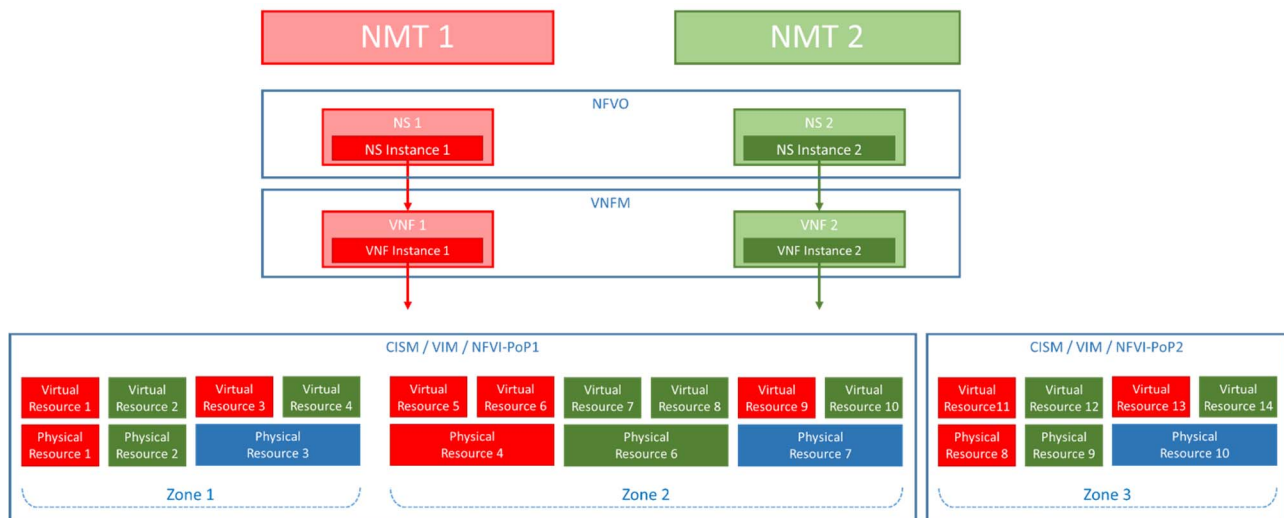 NMT 1
NMT 2
NFVO
NS 1
NS Instance 1
NS 2
NS Instance 2
VNFM
VNF 1
VNF Instance 1
VNF 2
VNF Instance 2
CISM / VIM / NFVI-PoP1
Virtual
Resource 1
Virtual
Resource 2
Virtual
Resource 3
Virtual
Resource 4
Virtual
Resource 5
Virtual
Resource 6
Virtual
Resource 7
Virtual
Resource 8
Virtual
Resource 9
Virtual
Resource 10
Physical
Resource 1
Physical
Resource 2
Physical
Resource 3
Physical
Resource 4
Physical
Resource 6
Physical
Resource 7
Zone 1
Zone 2
CISM / VIM / NFVI-PoP2
Virtual
Resource11
Virtual
Resource 12
Virtual
Resource 13
Virtual
Resource 14
Physical
Resource 8
Physical
Resource 9
Physical
Resource 10
Zone 3